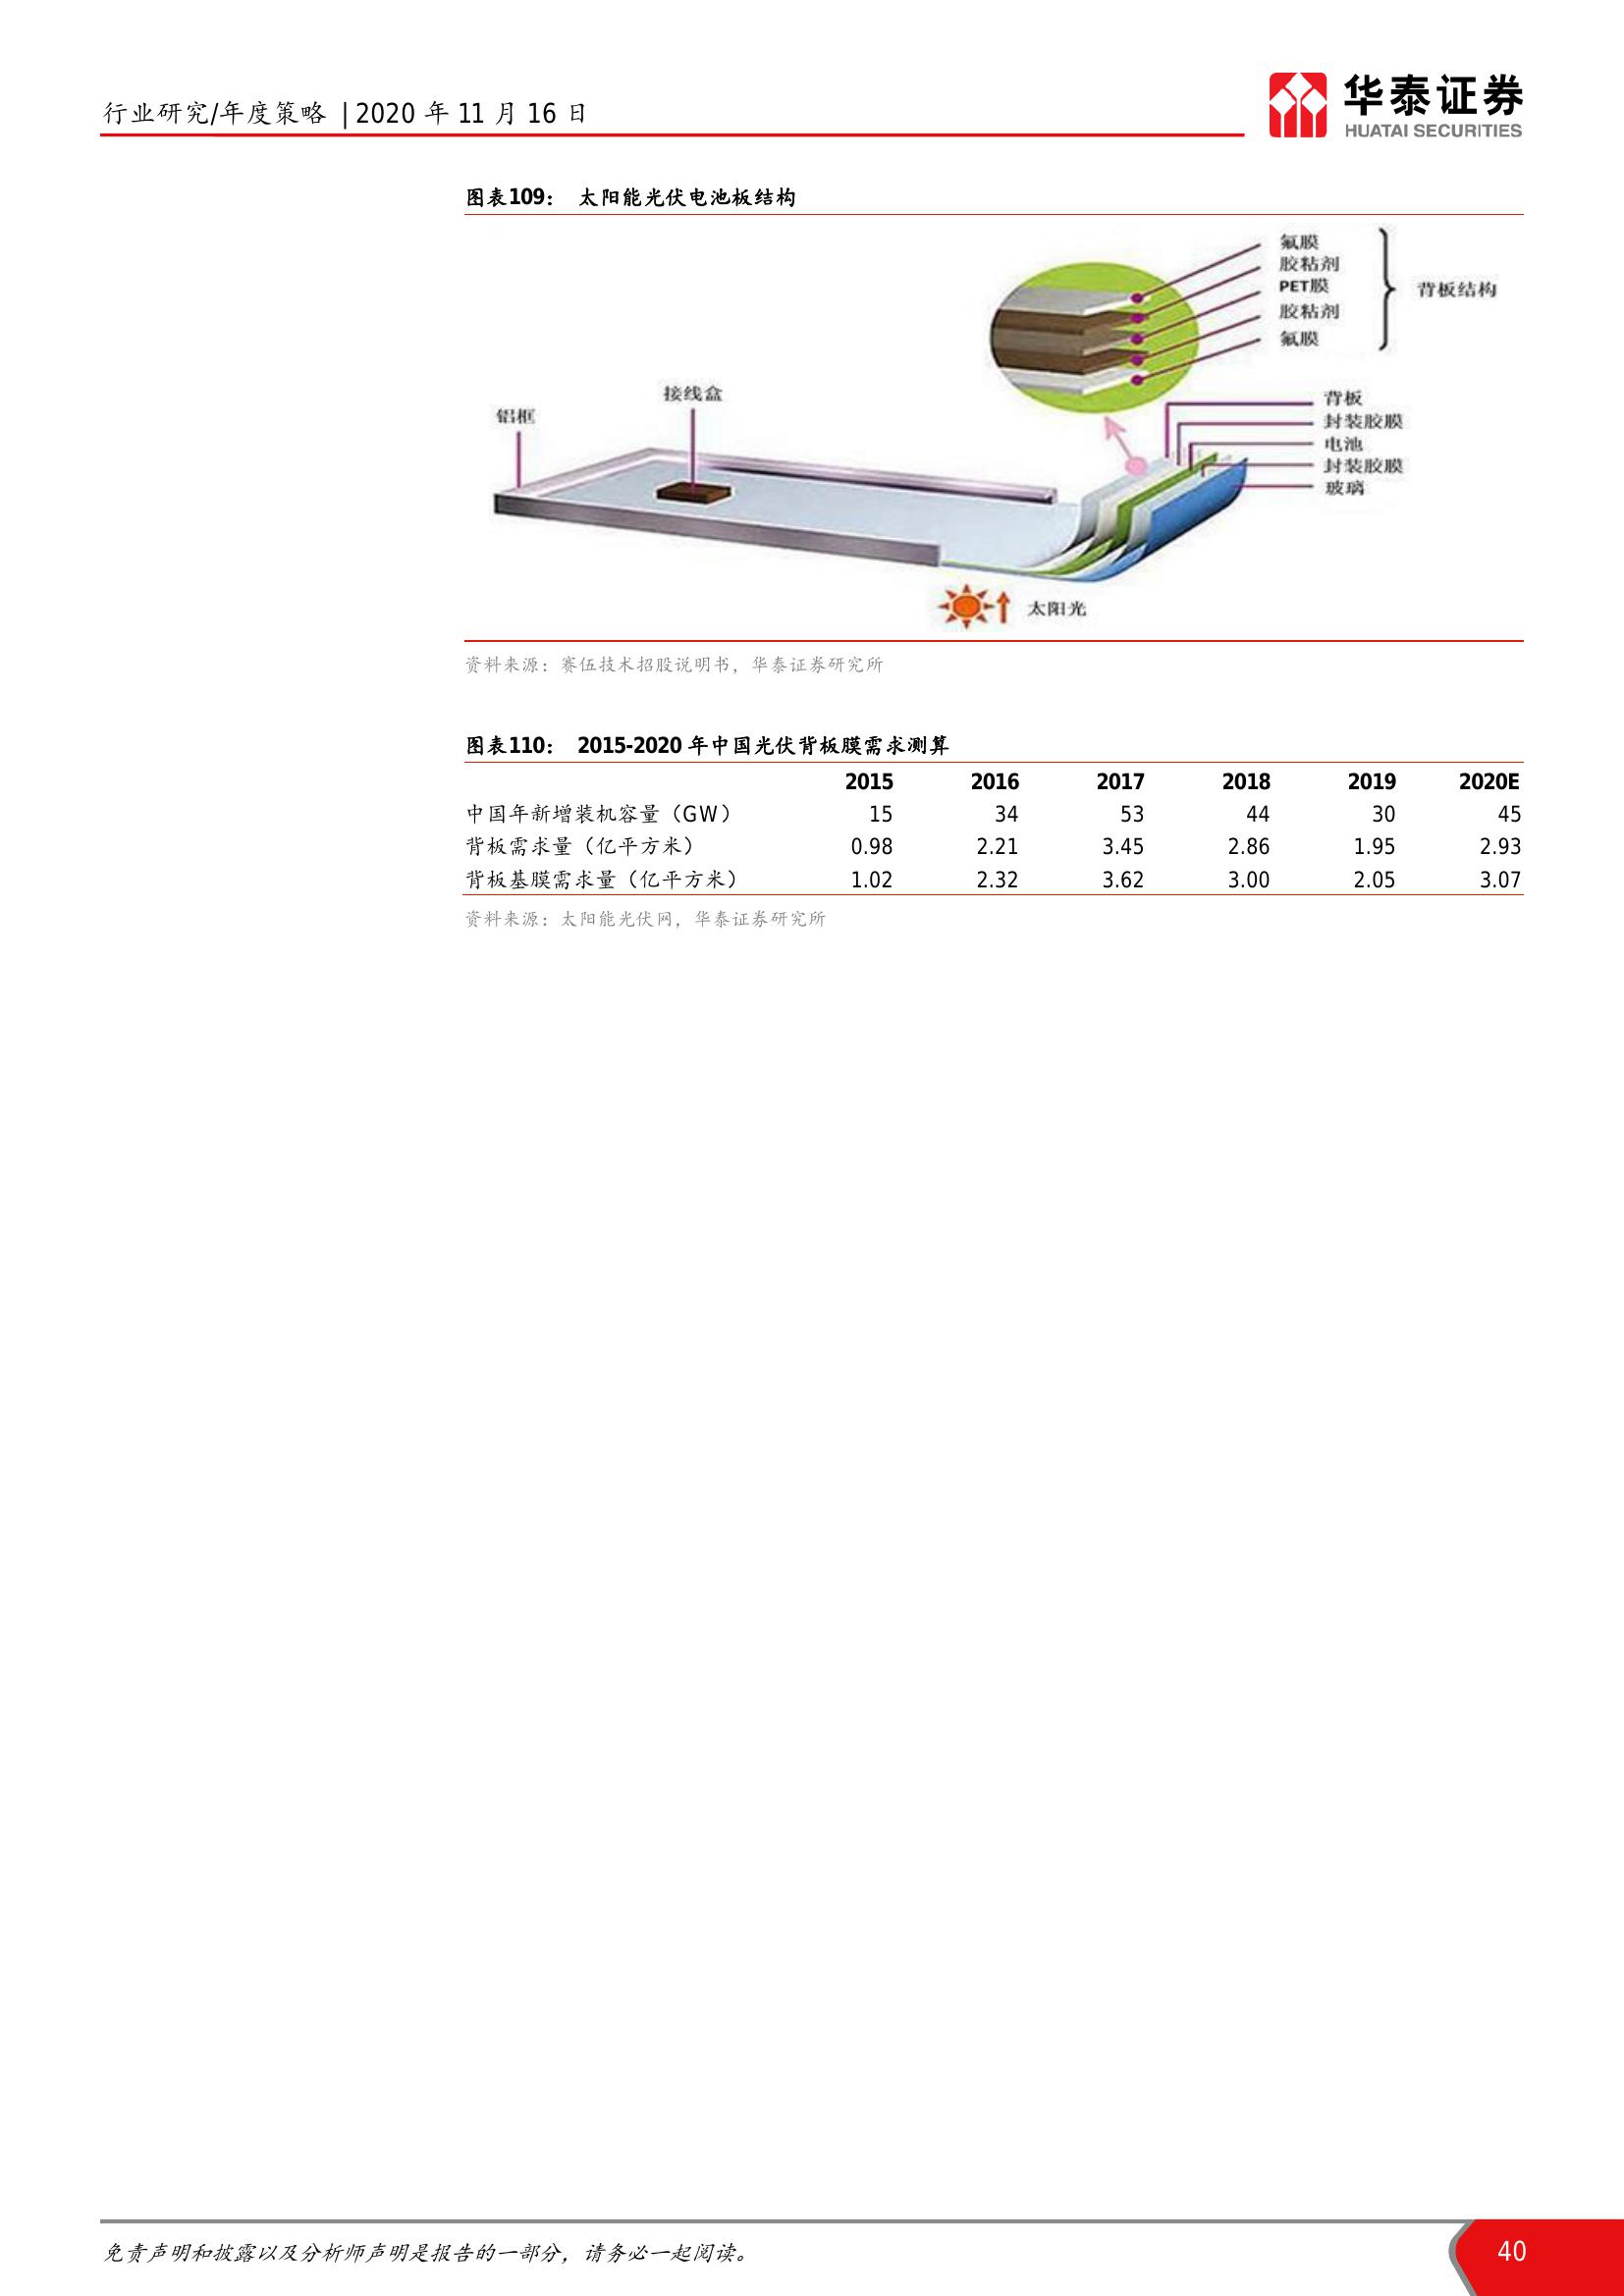 行业研究/年度策略 | 2020 年 11 月 16 日
华泰证券
HUATAI SECURITIES
图表109： 太阳能光伏电池板结构
氟膜
胶粘剂
PET膜
胶粘剂
氟膜
背板结构
接线盒
铝框
背板
封装胶膜
电池
封装胶膜
玻璃
太阳光
资料来源：赛伍技术招股说明书，华泰证券研究所
图表110： 2015-2020 年中国光伏背板膜需求测算
2015 2016 2017 2018 2019 2020E
中国年新增装机容量（GW） 15 34 53 44 30 45
背板需求量（亿平方米） 0.98 2.21 3.45 2.86 1.95 2.93
背板基膜需求量（亿平方米） 1.02 2.32 3.62 3.00 2.05 3.07
资料来源：太阳能光伏网，华泰证券研究所
免责声明和披露以及分析师声明是报告的一部分，请务必一起阅读。
40